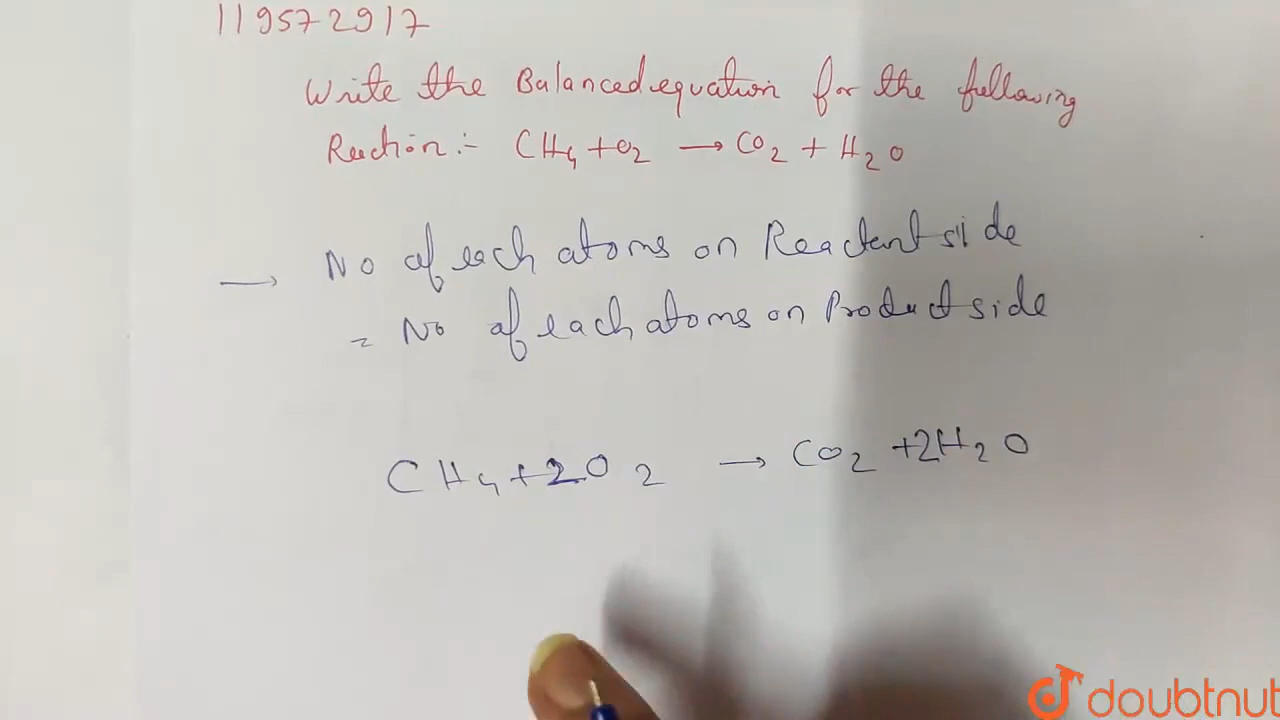 119572917
Write the Balanced equation for the following
Reaction:- CH4 + O2 → CO2 + H2O
→ No of each atoms on Reactant side
= No of each atoms on Product side
CH4 + 2O2 → CO2 + 2H2O
doubtnut